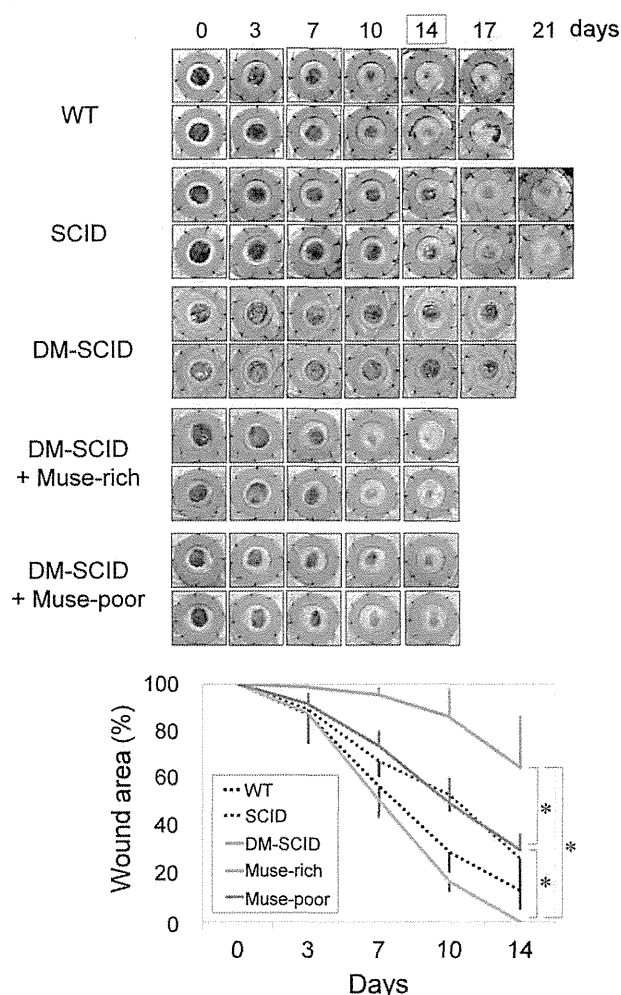 0 3 7 10 14 17 21 days
WT
SCID
DM-SCID
DM-SCID
+ Muse-rich
DM-SCID
+ Muse-poor
Wound area (%)
100
80
60
40
20
0
WT
SCID
DM-SCID
Muse-rich
Muse-poor
*
*
*
0 3 7 10 14
Days